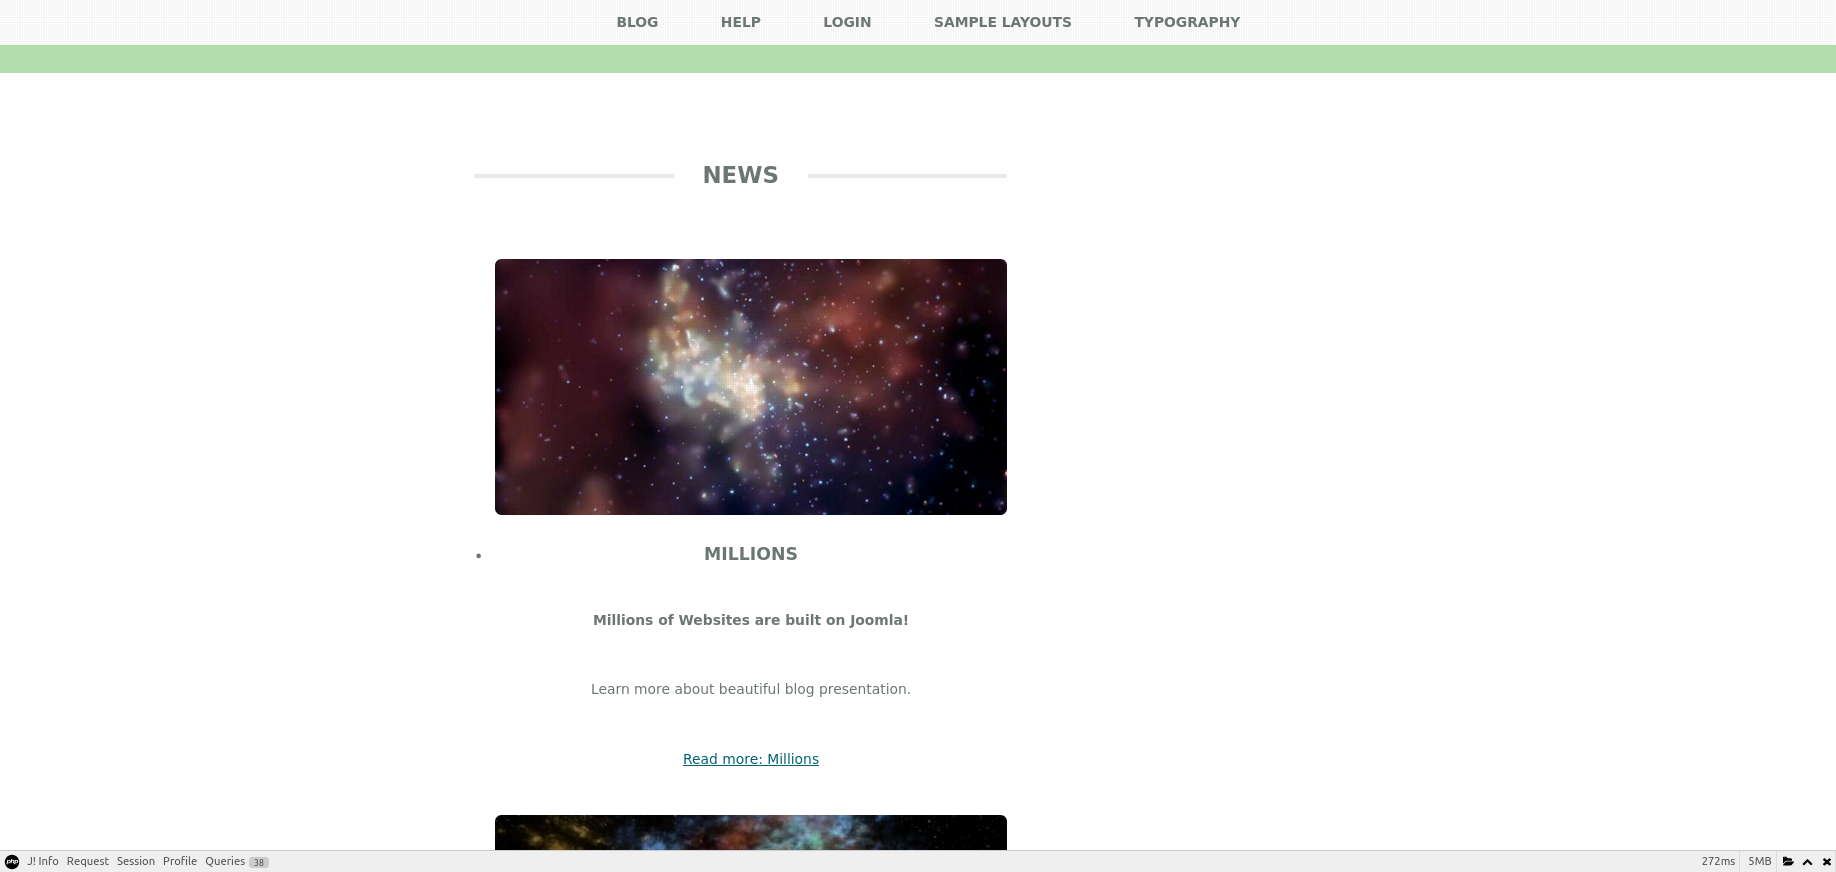 BLOG HELP LOGIN SAMPLE LAYOUTS TYPOGRAPHY
NEWS
• MILLIONS
Millions of Websites are built on Joomla!
Learn more about beautiful blog presentation.
Read more: Millions
php J! Info Request Session Profile Queries 38 272ms 5MB